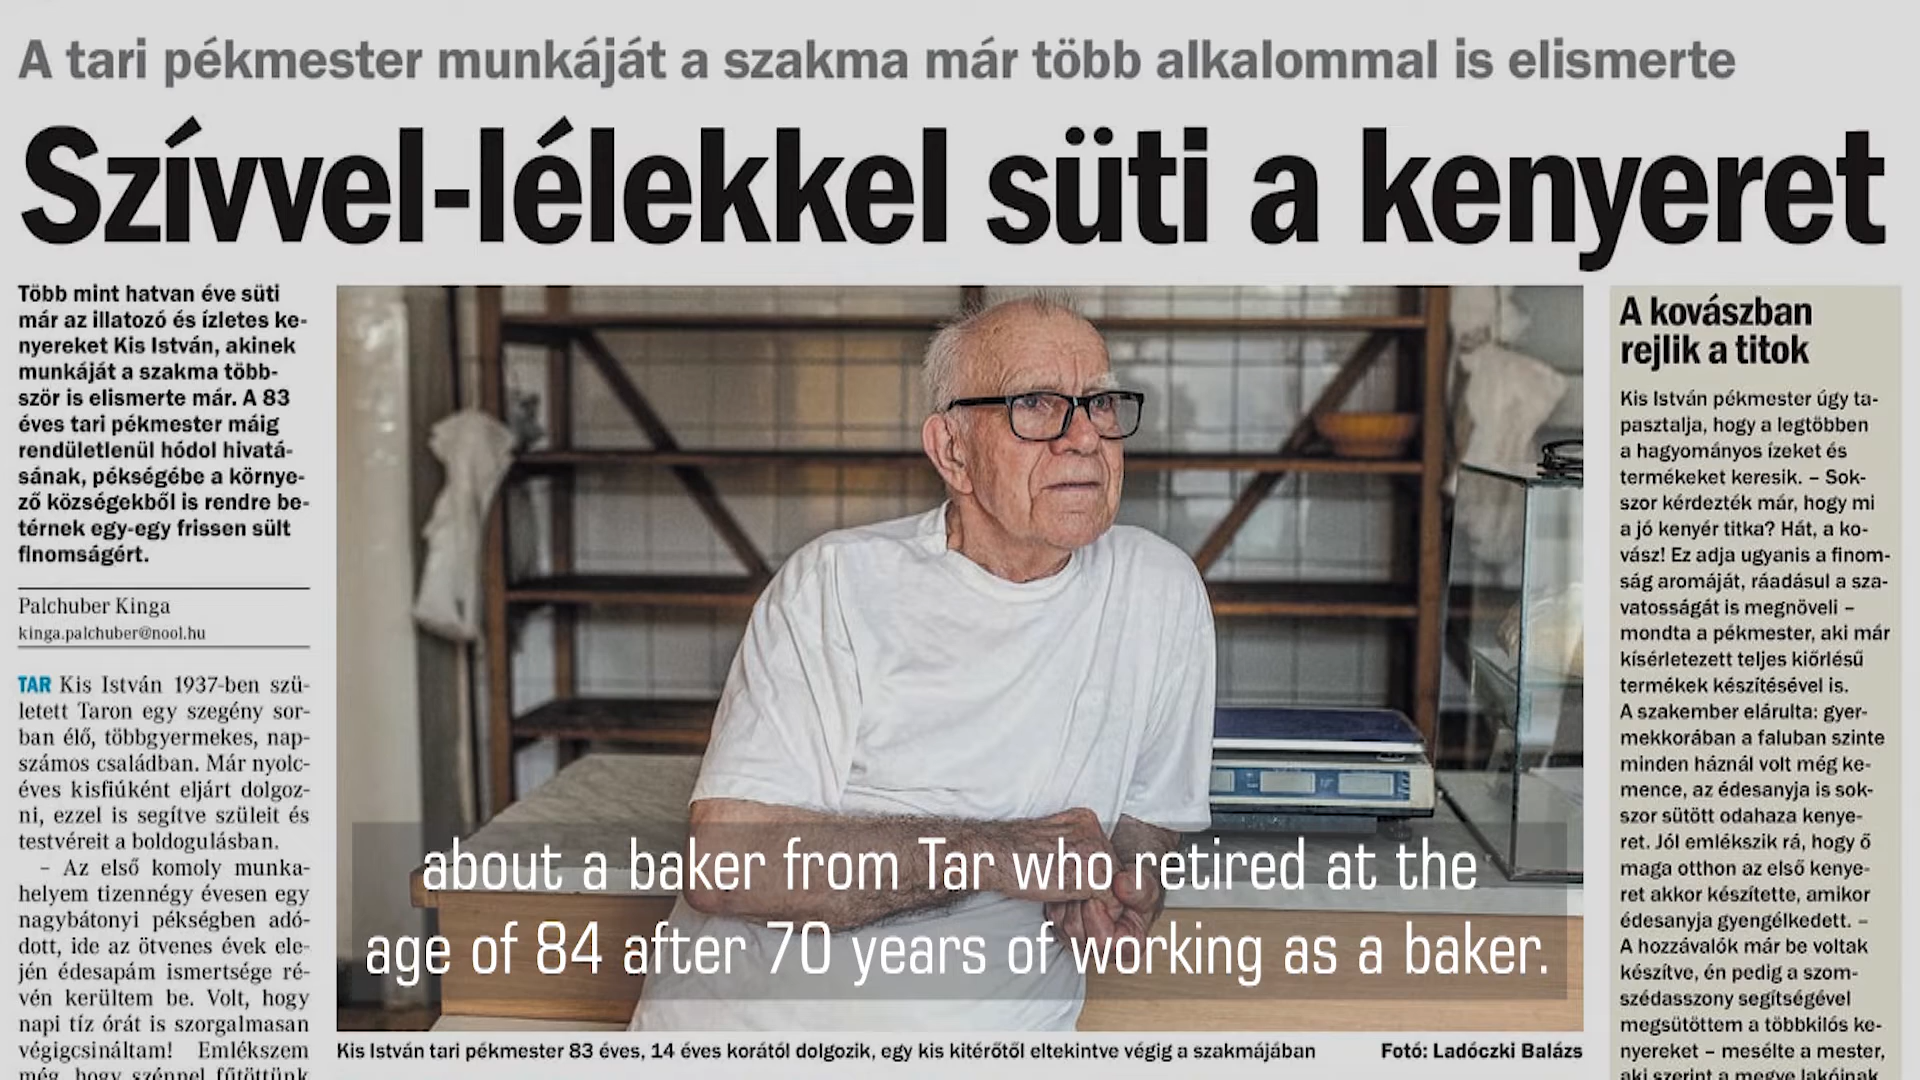 A tari pékmester munkáját a szakma már több alkalommal is elismerte
Szívvel-lélekkel süti a kenyeret
Több mint hatvan éve süti
már az illatozó és ízletes ke-
nyereket Kis István, akinek
munkáját a szakma több-
ször is elismerte már. A 83
éves tari pékmester máig
rendületlenül hódol hivatá-
sának, pékségébe a környe-
ző községekből is rendre be-
térnek egy-egy frissen sült
finomságért.
Palchuber Kinga
kinga.palchuber@nool.hu
TAR Kis István 1937-ben szü-
letett Taron egy szegény sor-
ban élő, többgyermekes, nap-
számos családban. Már nyolc-
éves kisfiúként eljárt dolgoz-
ni, ezzel is segítve szüleit és
testvéreit a boldogulásban.
– Az első komoly munka-
helyem tizennégy évesen egy
nagybátonyi pékségben adó-
dott, ide az ötvenes évek ele-
jén édesapám ismertsége ré-
vén kerültem be. Volt, hogy
napi tíz órát is szorgalmasan
végigcsináltam! Emlékszem
még, hogy szénnel fűtöttünk
about a baker from Tar who retired at the
age of 84 after 70 years of working as a baker.
Kis István tari pékmester 83 éves, 14 éves korától dolgozik, egy kis kitérőtől eltekintve végig a szakmájában
Fotó: Ladóczki Balázs
A kovászban
rejlik a titok
Kis István pékmester úgy ta-
pasztalja, hogy a legtöbben
a hagyományos ízeket és
termékeket keresik. – Sok-
szor kérdezték már, hogy mi
a jó kenyér titka? Hát, a ko-
vász! Ez adja ugyanis a finom-
ság aromáját, ráadásul a sza-
vatosságát is megnöveli –
mondta a pékmester, aki már
kísérletezett teljes kiőrlésű
termékek készítésével is.
A szakember elárulta: gyer-
mekkorában a faluban szinte
minden háznál volt még ke-
mence, az édesanyja is sok-
szor sütött odahaza kenye-
ret. Jól emlékszik rá, hogy ő
maga otthon az első kenye-
ret akkor készítette, amikor
édesanyja gyengélkedett. –
A hozzávalók már be voltak
készítve, én pedig a szom-
szédasszony segítségével
megsütöttem a többkilós ke-
nyereket – mesélte a mester,
aki szerint a megye lakóinak